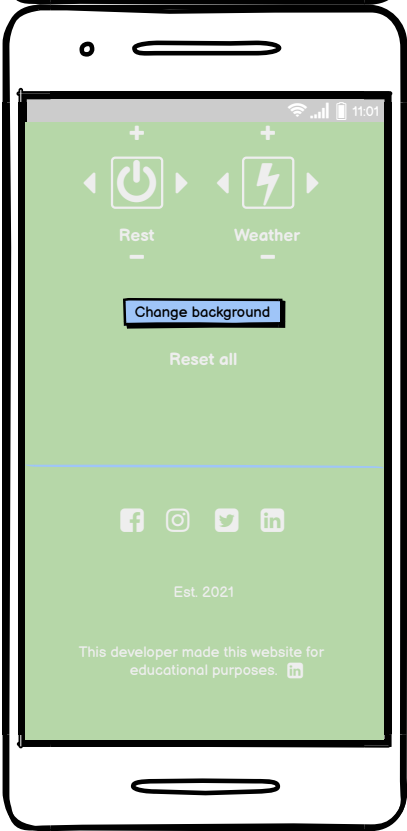 11:01
Rest Weather
Change background
Reset all
Est. 2021
This developer made this website for
educational purposes.